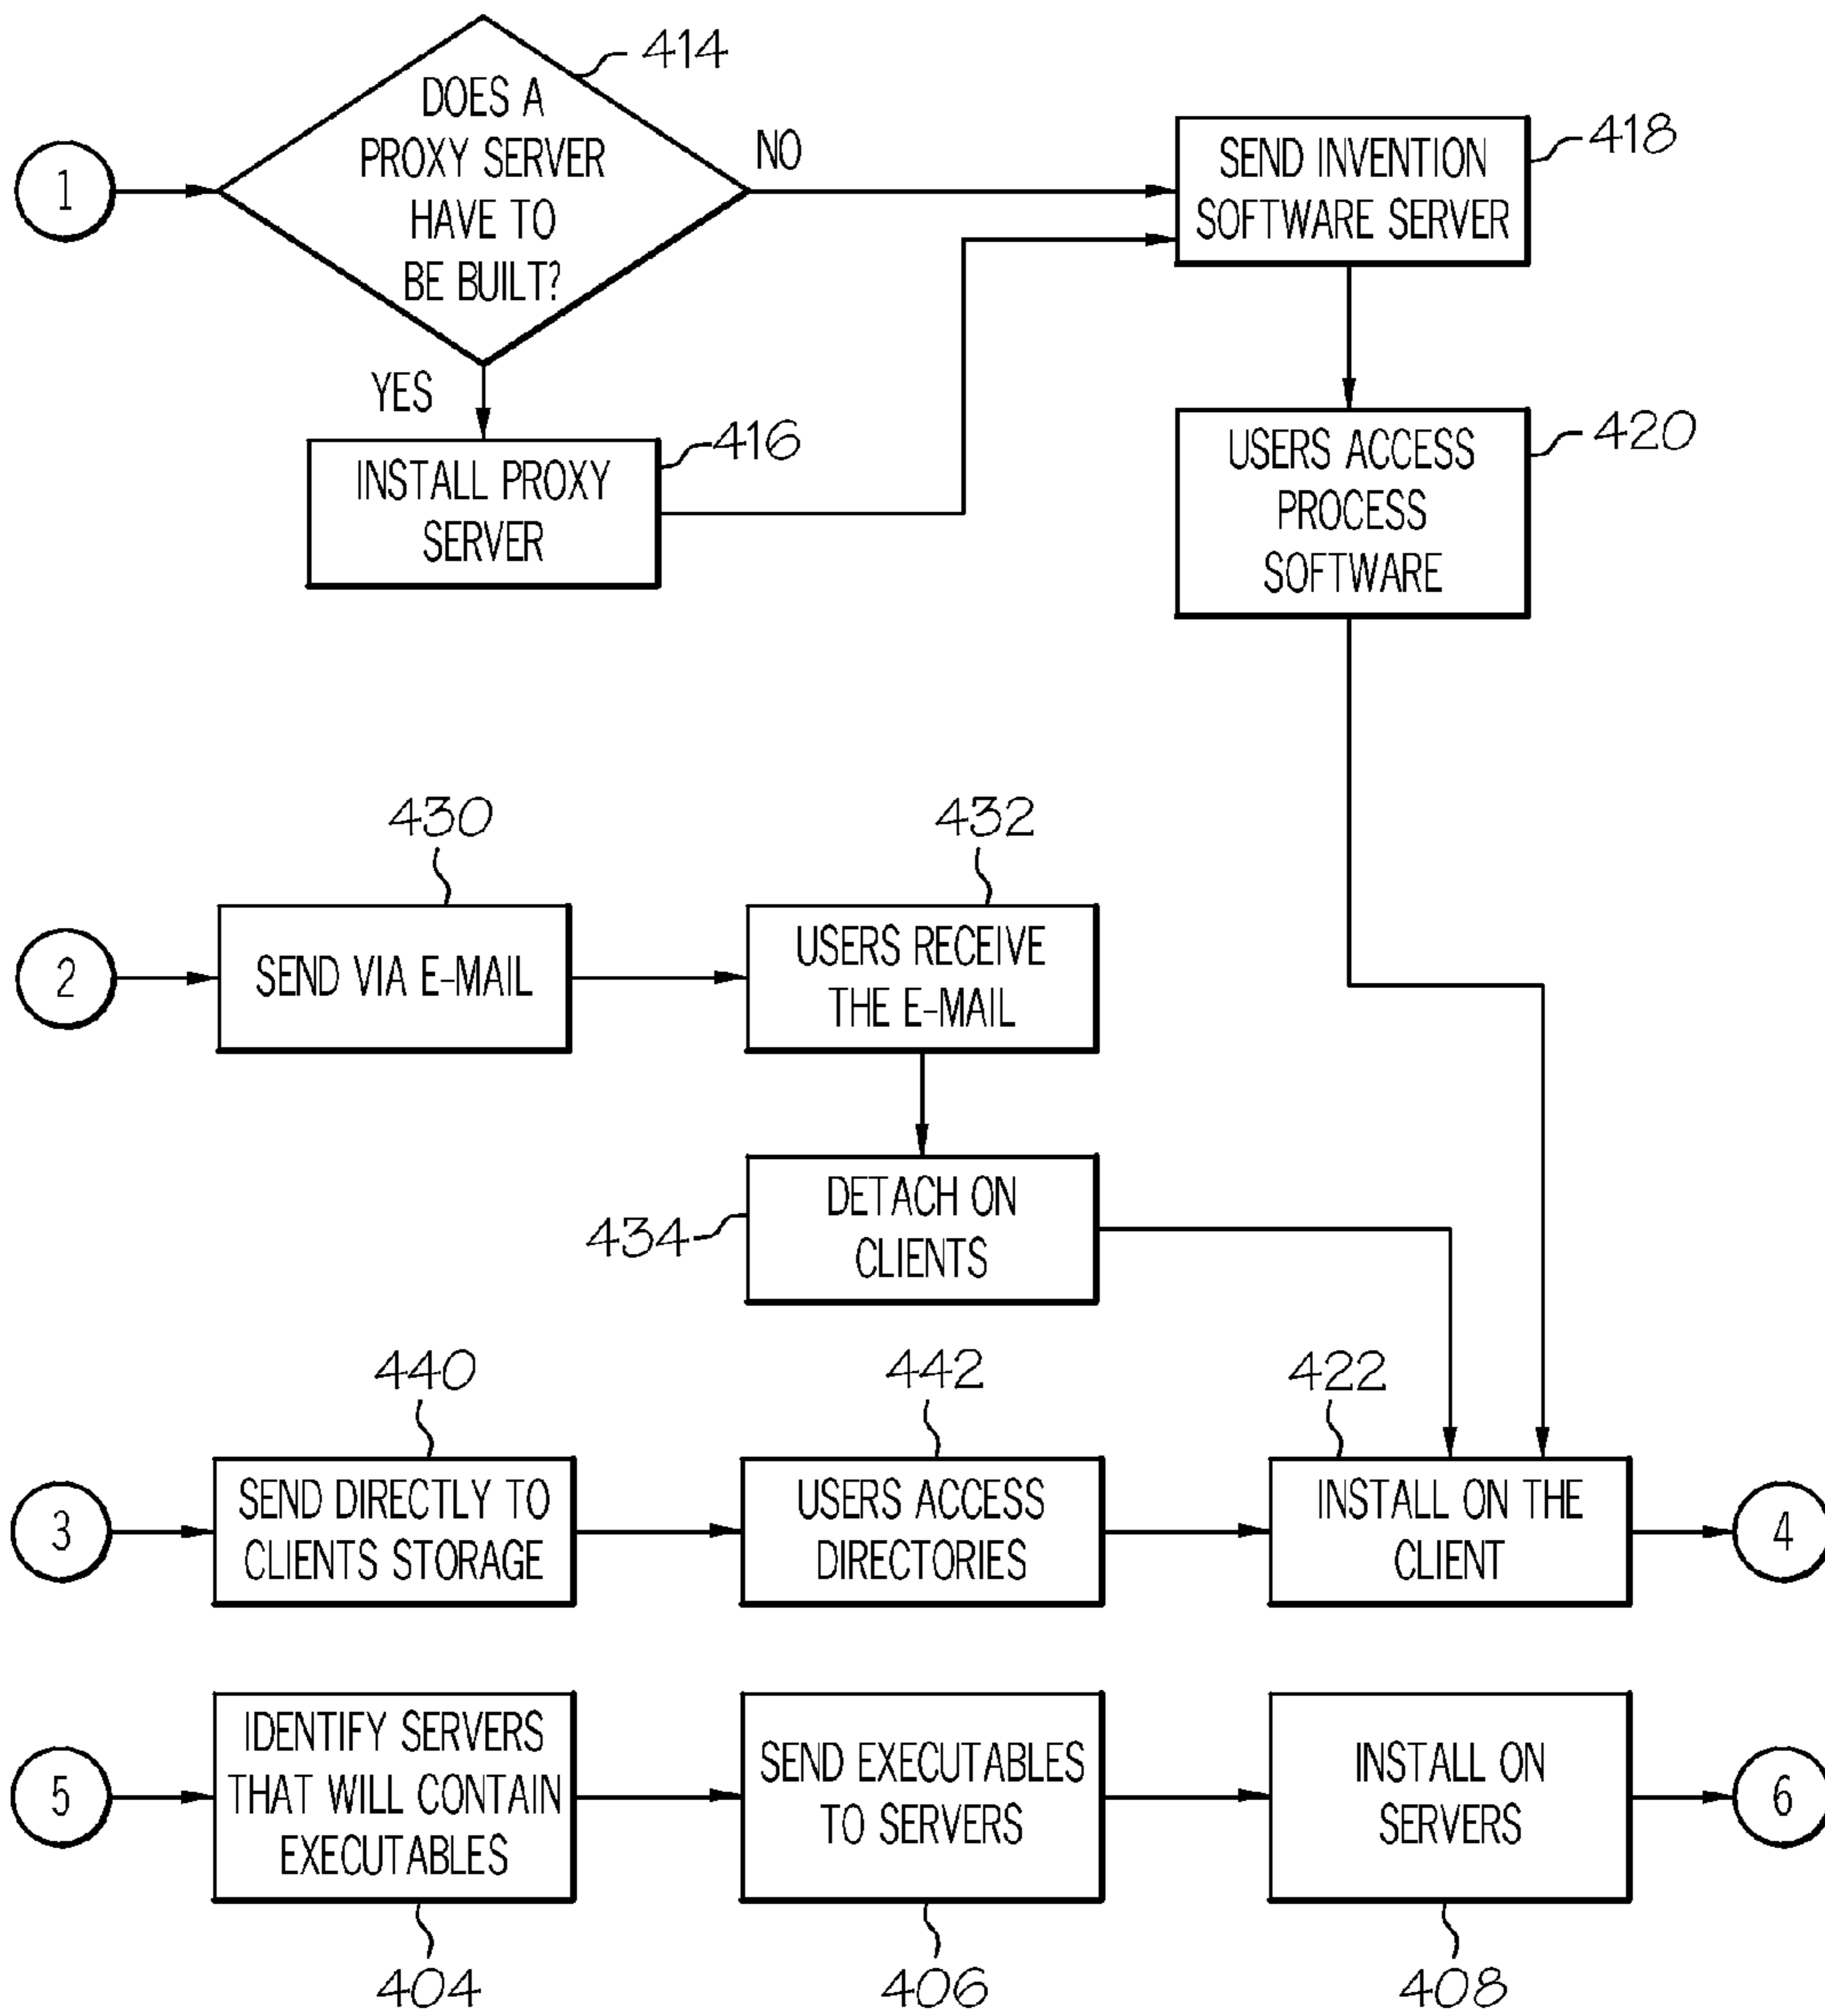 414
DOES A
PROXY SERVER
HAVE TO
BE BUILT?
1
NO
YES
416
INSTALL PROXY
SERVER
418
SEND INVENTION
SOFTWARE SERVER
420
USERS ACCESS
PROCESS
SOFTWARE
430
432
2
SEND VIA E-MAIL
USERS RECEIVE
THE E-MAIL
434
DETACH ON
CLIENTS
440
442
422
3
SEND DIRECTLY TO
CLIENTS STORAGE
USERS ACCESS
DIRECTORIES
INSTALL ON THE
CLIENT
4
5
IDENTIFY SERVERS
THAT WILL CONTAIN
EXECUTABLES
SEND EXECUTABLES
TO SERVERS
INSTALL ON
SERVERS
6
404
406
408